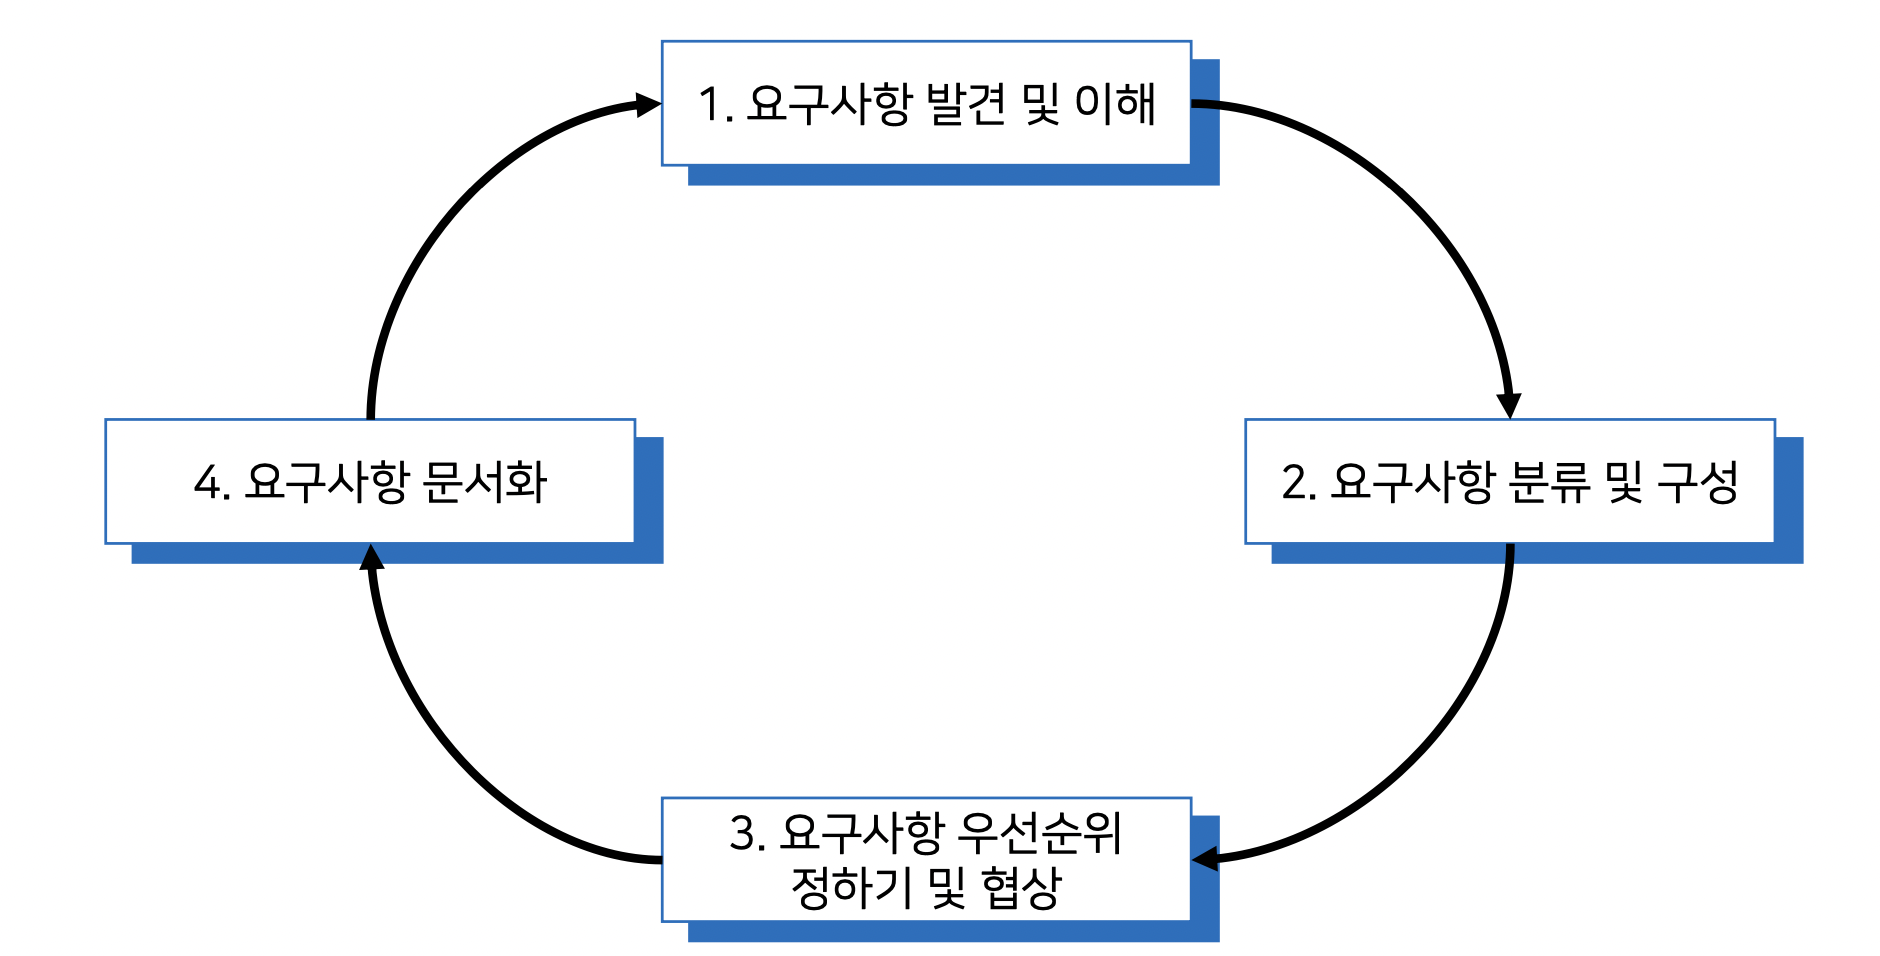 1. 요구사항 발견 및 이해
2. 요구사항 분류 및 구성
3. 요구사항 우선순위
정하기 및 협상
4. 요구사항 문서화